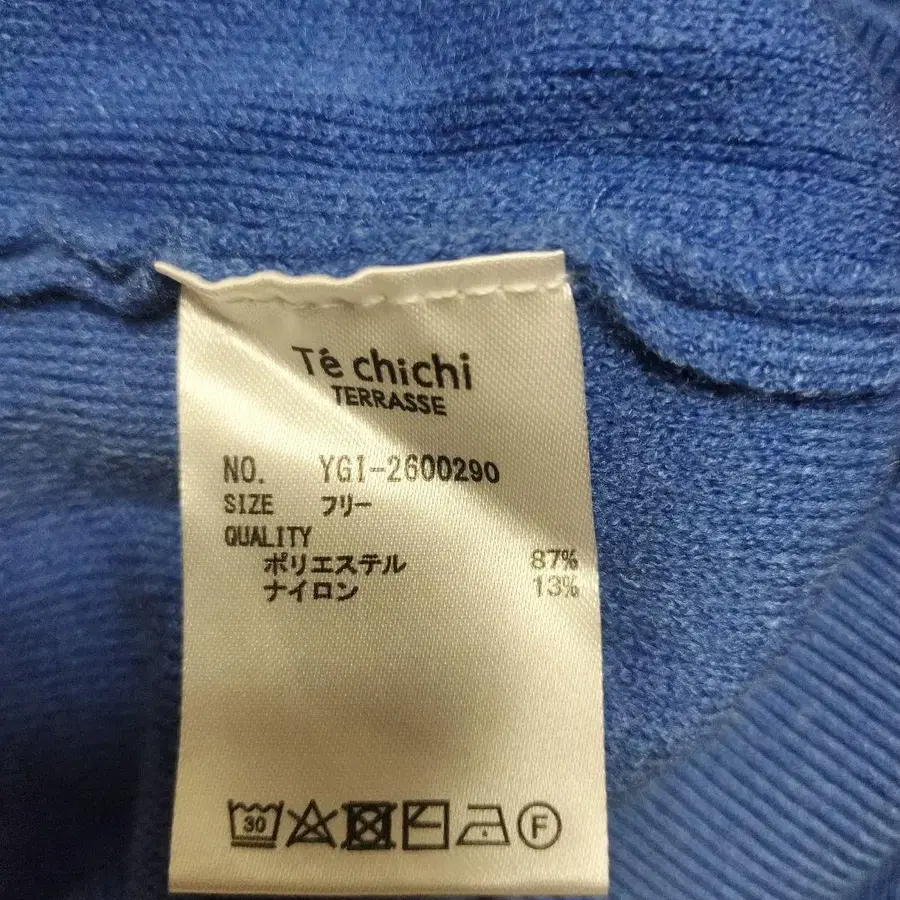 Té chichi
TERRASSE
NO. YGI-2600290
SIZE フリー
QUALITY
ポリエステル 87%
ナイロン 13%
30 F